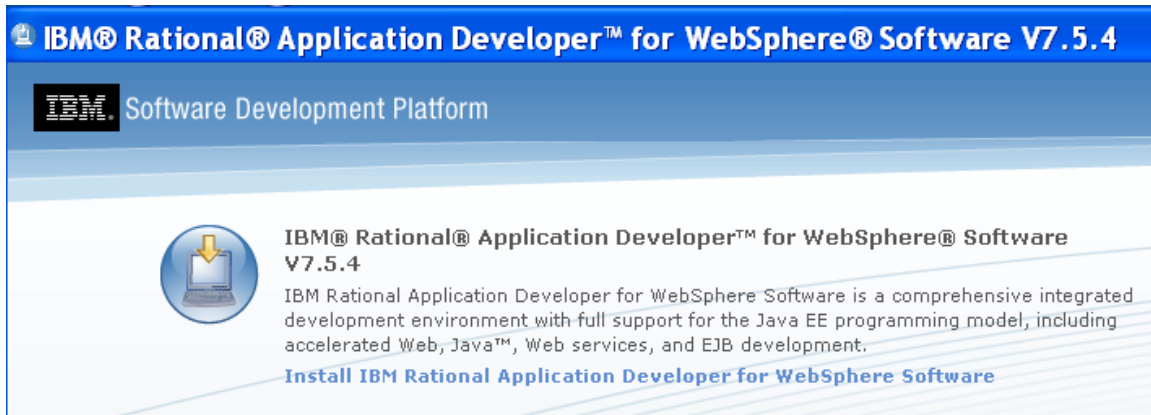 IBM® Rational® Application Developer™ for WebSphere® Software V7.5.4
IBM. Software Development Platform
IBM® Rational® Application Developer™ for WebSphere® Software
V7.5.4
IBM Rational Application Developer for WebSphere Software is a comprehensive integrated
development environment with full support for the Java EE programming model, including
accelerated Web, Java™, Web services, and EJB development.
Install IBM Rational Application Developer for WebSphere Software